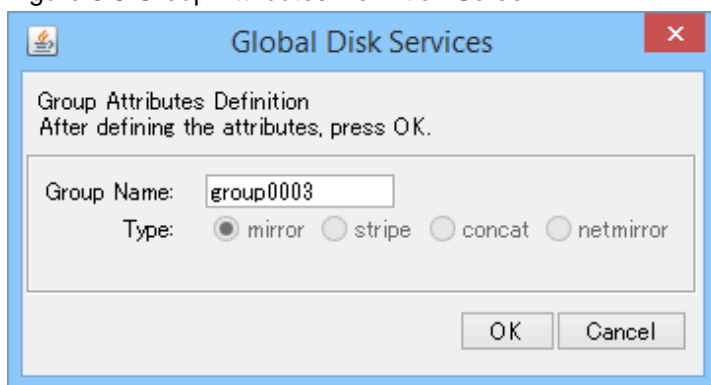 Global Disk Services
Group Attributes Definition
After defining the attributes, press OK.
Group Name: group0003
Type: mirror stripe concat netmirror
OK Cancel